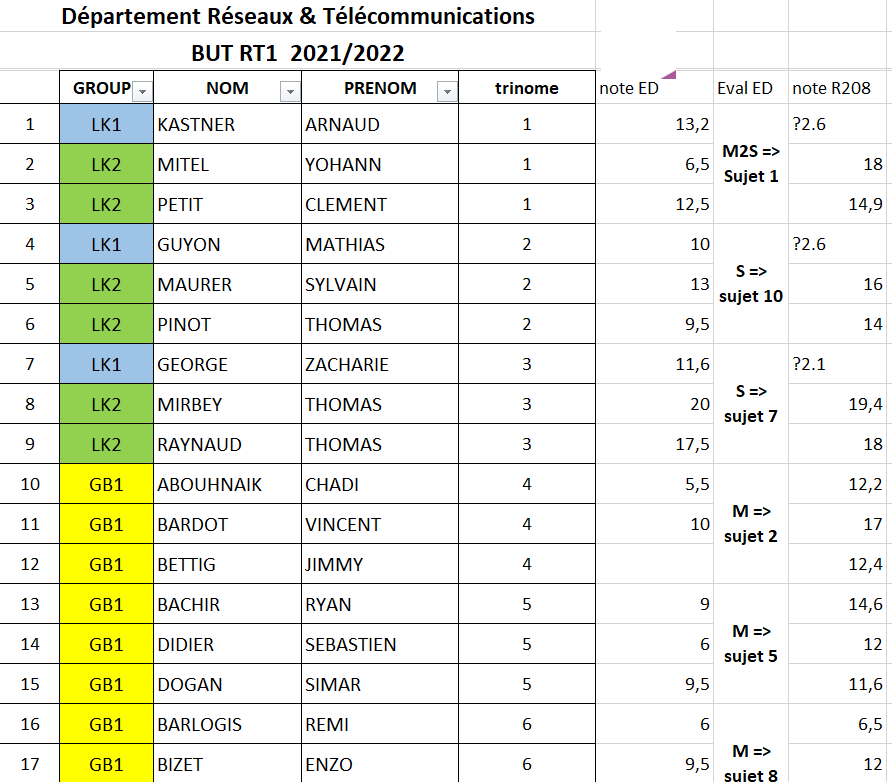 Département Réseaux & Télécommunications
BUT RT1 2021/2022
GROUP NOM PRENOM trinome note ED Eval ED note R208
1 LK1 KASTNER ARNAUD 1 13,2 ?2.6
M2S =>
Sujet 1
2 LK2 MITEL YOHANN 1 6,5 18
3 LK2 PETIT CLEMENT 1 12,5 14,9
4 LK1 GUYON MATHIAS 2 10 ?2.6
S =>
sujet 10
5 LK2 MAURER SYLVAIN 2 13 16
6 LK2 PINOT THOMAS 2 9,5 14
7 LK1 GEORGE ZACHARIE 3 11,6 ?2.1
S =>
sujet 7
8 LK2 MIRBEY THOMAS 3 20 19,4
9 LK2 RAYNAUD THOMAS 3 17,5 18
10 GB1 ABOUHNAIK CHADI 4 5,5 12,2
M =>
sujet 2
11 GB1 BARDOT VINCENT 4 10 17
12 GB1 BETTIG JIMMY 4 12,4
13 GB1 BACHIR RYAN 5 9 14,6
M =>
sujet 5
14 GB1 DIDIER SEBASTIEN 5 6 12
15 GB1 DOGAN SIMAR 5 9,5 11,6
16 GB1 BARLOGIS REMI 6 6 6,5
M =>
sujet 8
17 GB1 BIZET ENZO 6 9,5 12